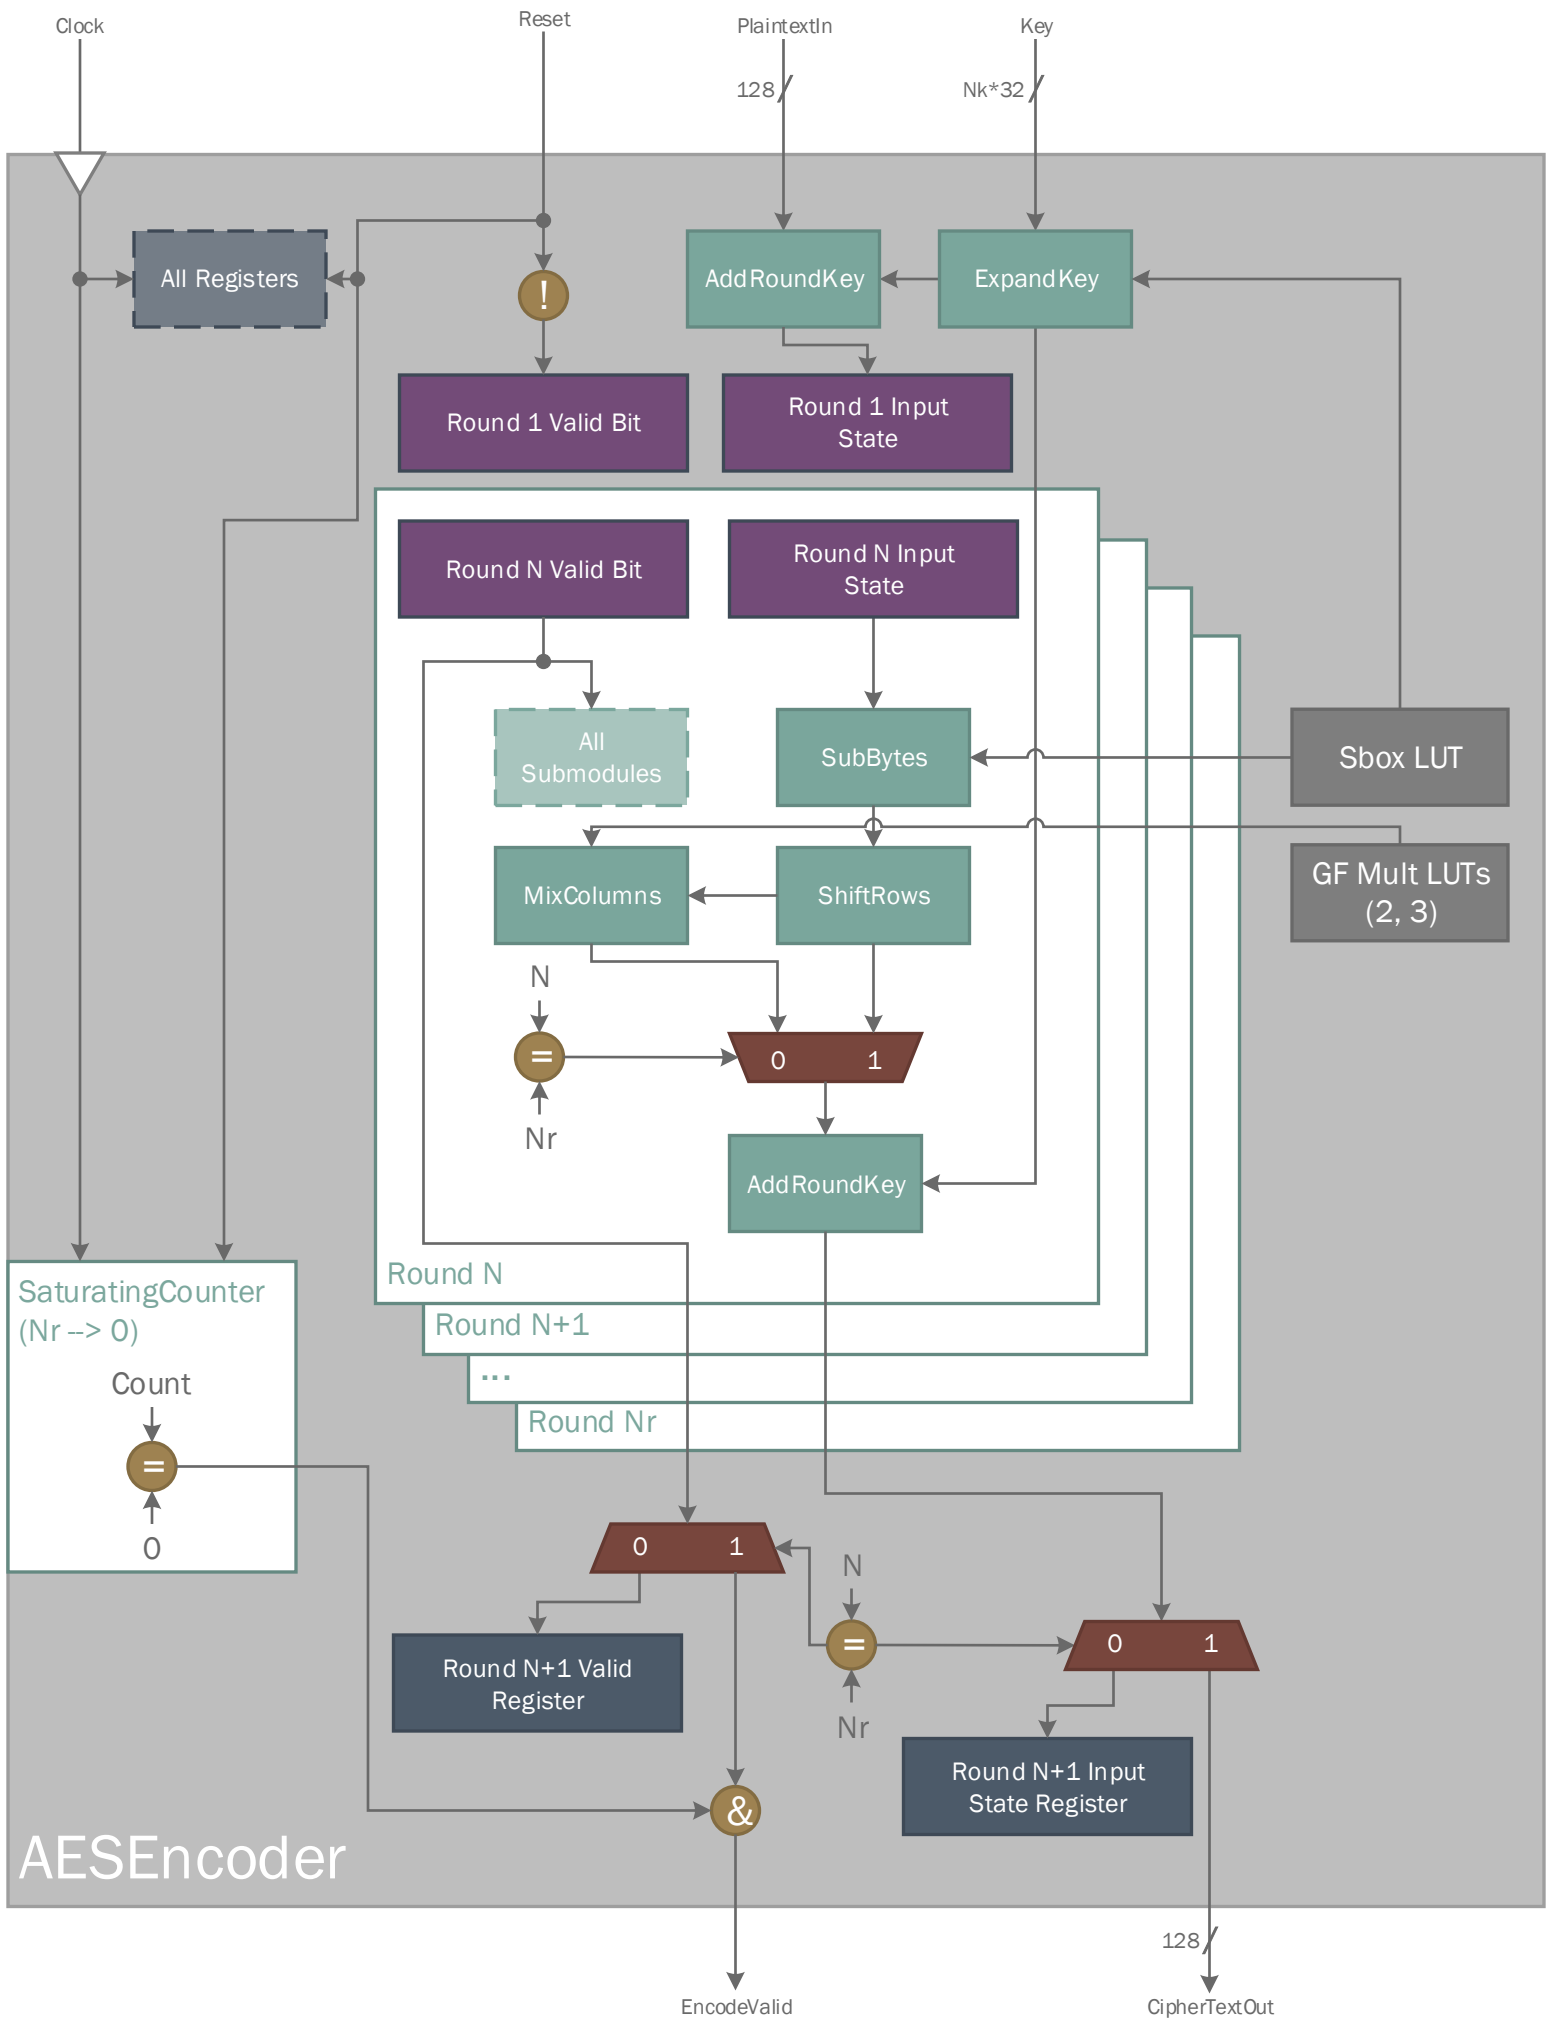 Clock
Reset
PlaintextIn
Key
128
Nk*32
All Registers
!
AddRoundKey
ExpandKey
Round 1 Valid Bit
Round 1 Input
State
Round N Valid Bit
Round N Input
State
All
Submodules
SubBytes
Sbox LUT
MixColumns
ShiftRows
GF Mult LUTs
(2, 3)
N
=
Nr
0
1
AddRoundKey
Round N
Round N+1
...
Round Nr
SaturatingCounter
(Nr --> 0)
Count
=
0
0
1
N
=
Nr
0
1
Round N+1 Valid
Register
Round N+1 Input
State Register
&
AESEncoder
128
EncodeValid
CipherTextOut